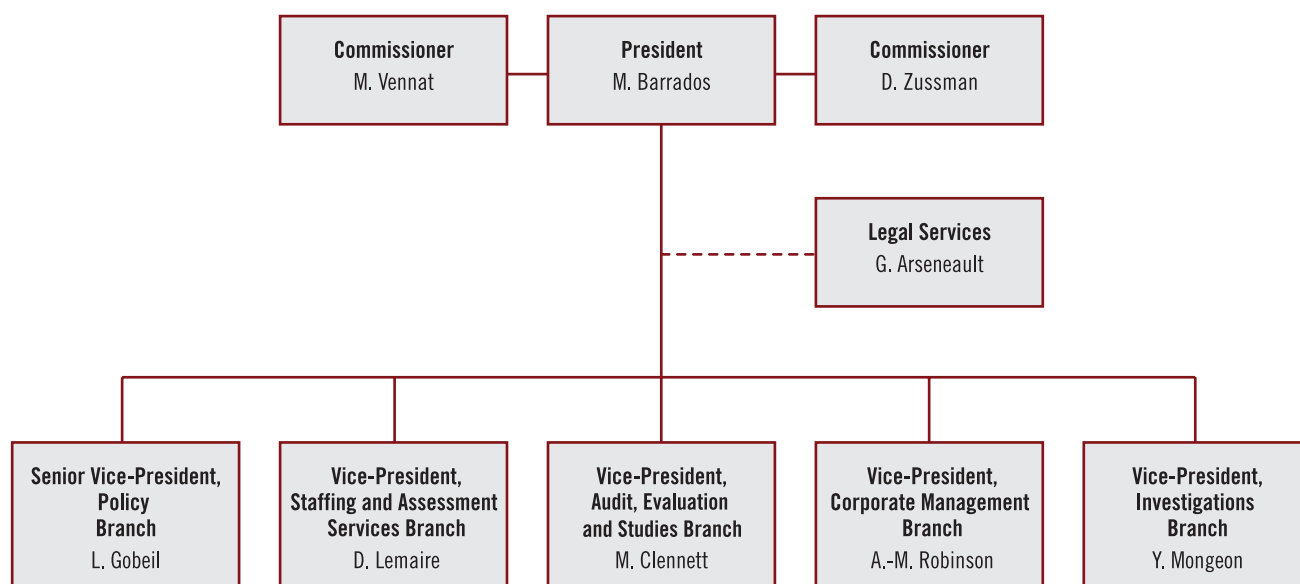 Commissioner
M. Vennat
President
M. Barrados
Commissioner
D. Zussman
Legal Services
G. Arseneault
Senior Vice-President,
Policy
Branch
L. Gobeil
Vice-President,
Staffing and Assessment
Services Branch
D. Lemaire
Vice-President,
Audit, Evaluation
and Studies Branch
M. Clennett
Vice-President,
Corporate Management
Branch
A.-M. Robinson
Vice-President,
Investigations
Branch
Y. Mongeon